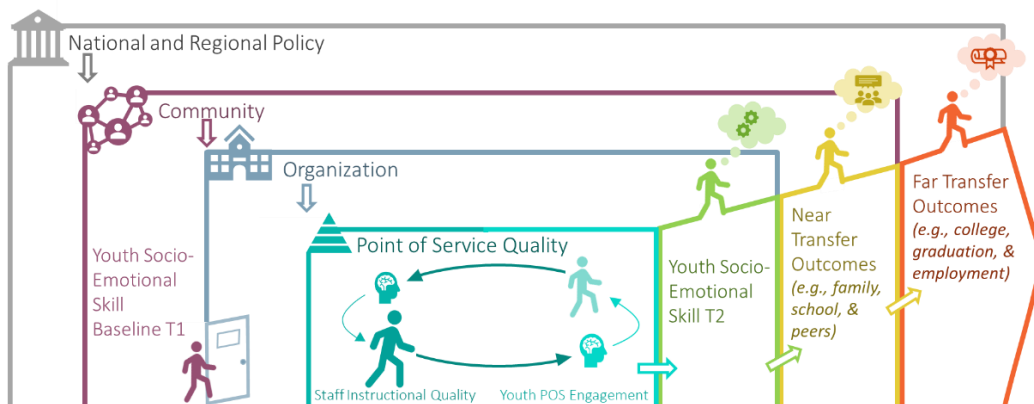 National and Regional Policy
Community
Organization
Point of Service Quality
Youth Socio-
Emotional
Skill
Baseline T1
Staff Instructional Quality
Youth POS Engagement
Youth Socio-
Emotional
Skill T2
Near
Transfer
Outcomes
(e.g., family,
school, &
peers)
Far Transfer
Outcomes
(e.g., college,
graduation, &
employment)